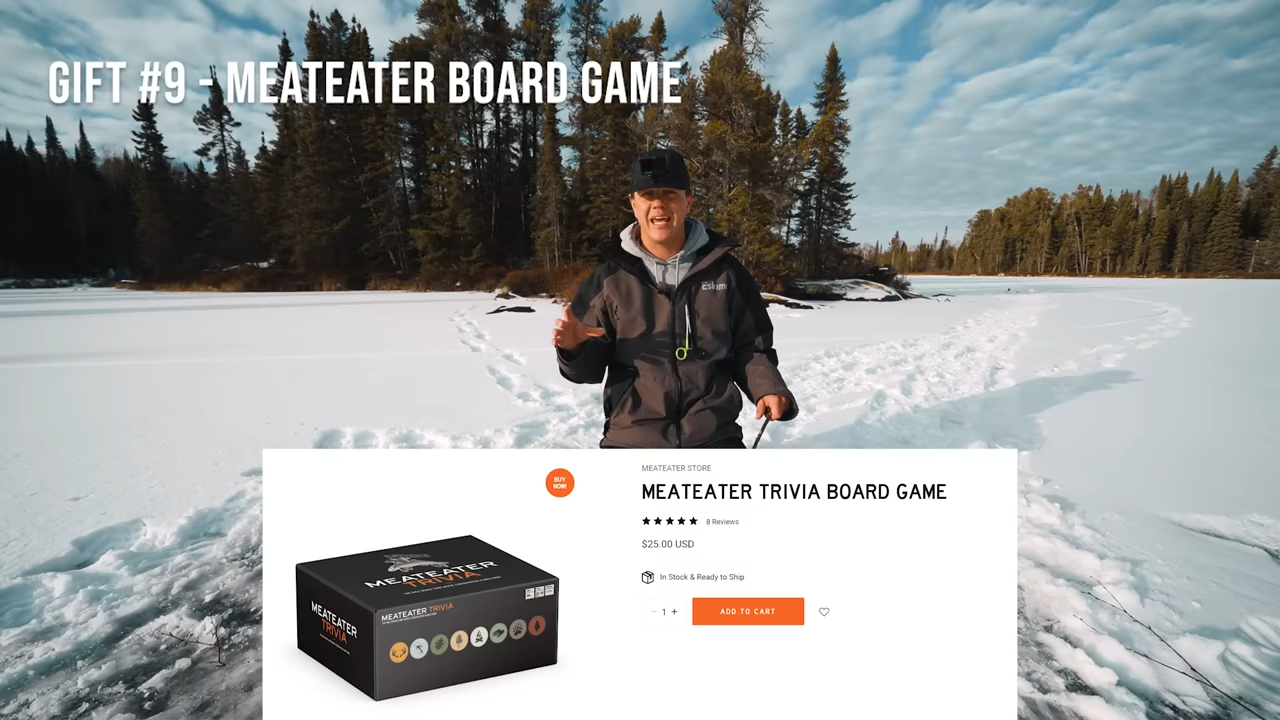 GIFT #9 - MEATEATER BOARD GAME
Eskimo
MEATEATER STORE
MEATEATER TRIVIA BOARD GAME
8 Reviews
$25.00 USD
In Stock & Ready to Ship
1
ADD TO CART
BUY
NOW!
MEATEATER
TRIVIA
MEATEATER TRIVIA
MEATEATER
TRIVIA